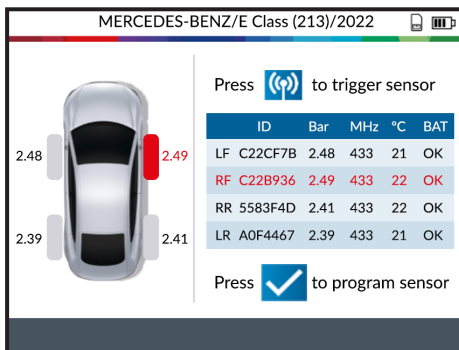 MERCEDES-BENZ/E Class (213)/2022
Press to trigger sensor
ID Bar MHz °C BAT
LF C22CF7B 2.48 433 21 OK
RF C22B936 2.49 433 22 OK
RR 5583F4D 2.41 433 22 OK
LR A0F4467 2.39 433 21 OK
Press to program sensor
2.48 2.49
2.39 2.41